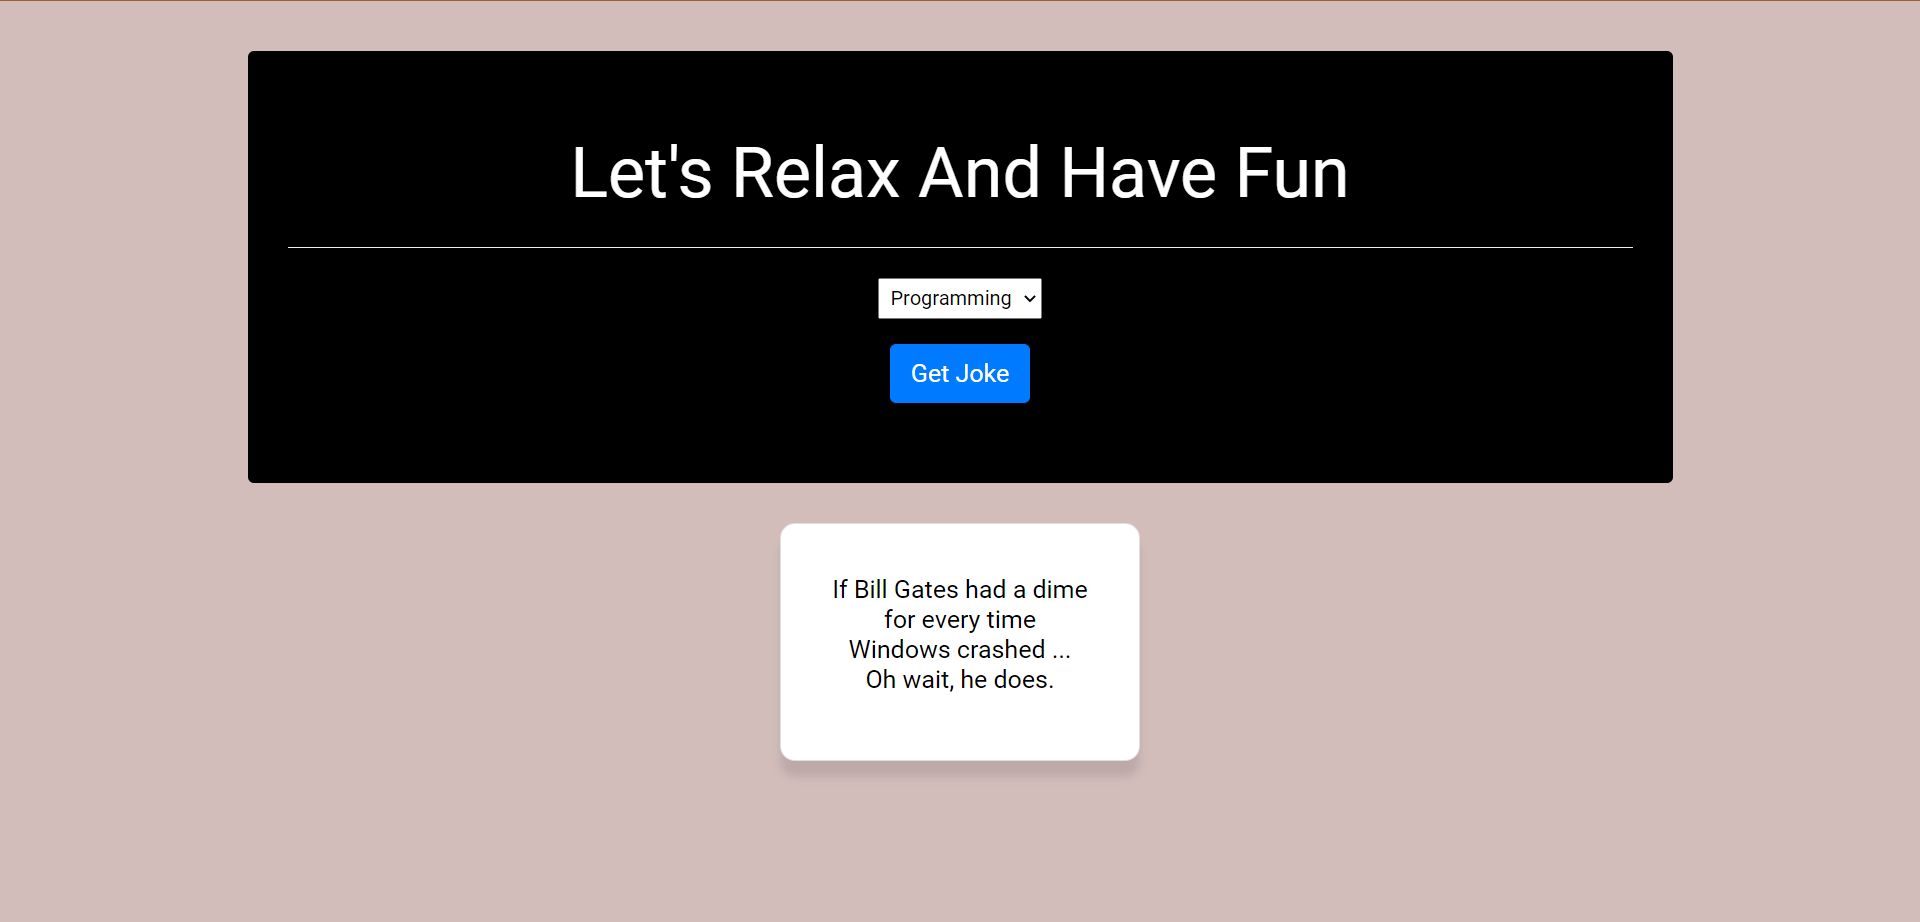 Let's Relax And Have Fun
Programming
Get Joke
If Bill Gates had a dime
for every time
Windows crashed ...
Oh wait, he does.